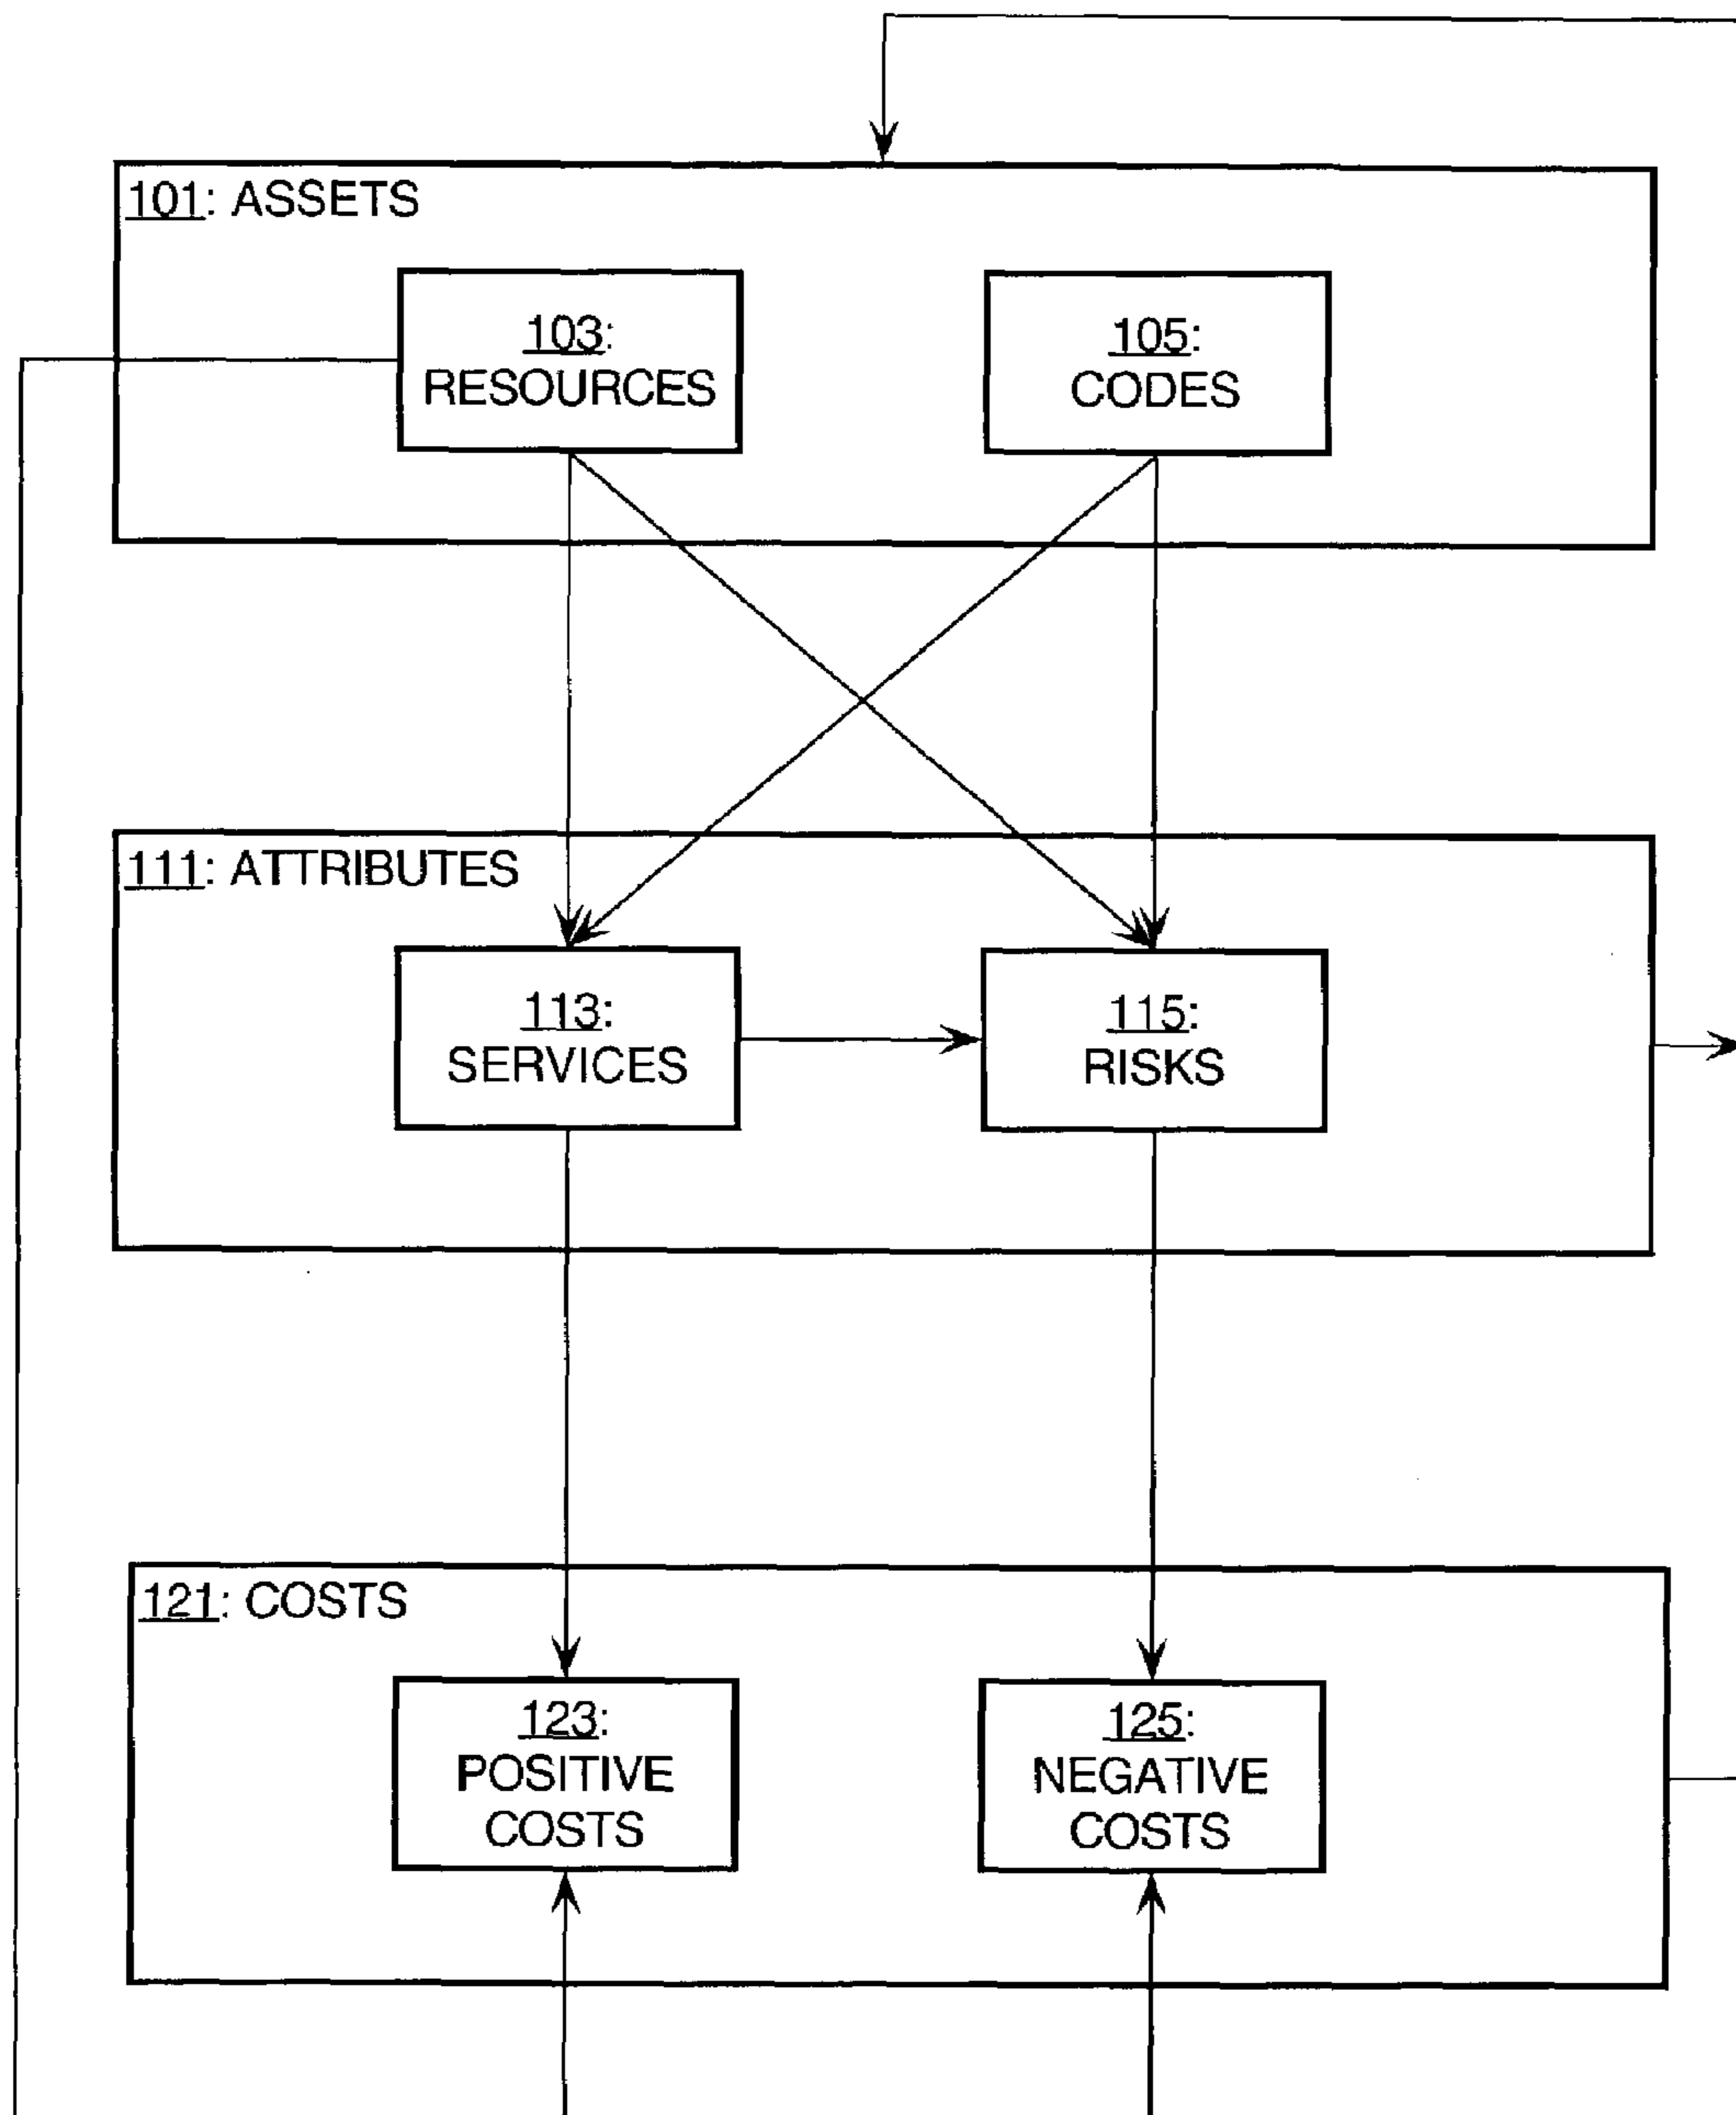 101: ASSETS
103:
RESOURCES
105:
CODES
111: ATTRIBUTES
113:
SERVICES
115:
RISKS
121: COSTS
123:
POSITIVE
COSTS
125:
NEGATIVE
COSTS